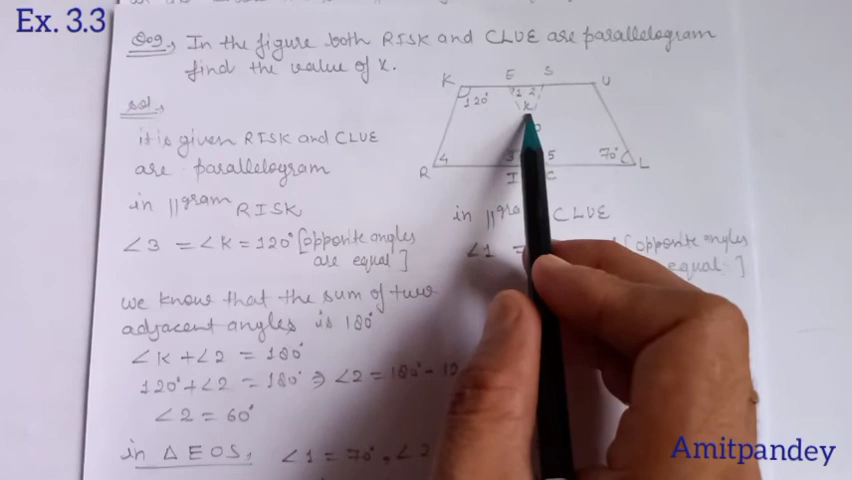 Ex. 3.3
Q09, In the figure both RISK and CLUE are parallelogram
find the value of x.
K E S U
120° 1 2
x
O
4 3 5 70°
R I C L
Sol.
it is given RISK and CLUE
are parallelogram
in ||gram RISK
∠3 = ∠K = 120° [opposite angles
are equal]
we know that the sum of two
adjacent angles is 180°
∠K + ∠2 = 180°
120° + ∠2 = 180° ⇒ ∠2 = 180° -
∠2 = 60°
in △ EOS, ∠1 = 70°, ∠2
in ||gram CLUE
∠1 = [opposite angles
equal]
Amitpandey